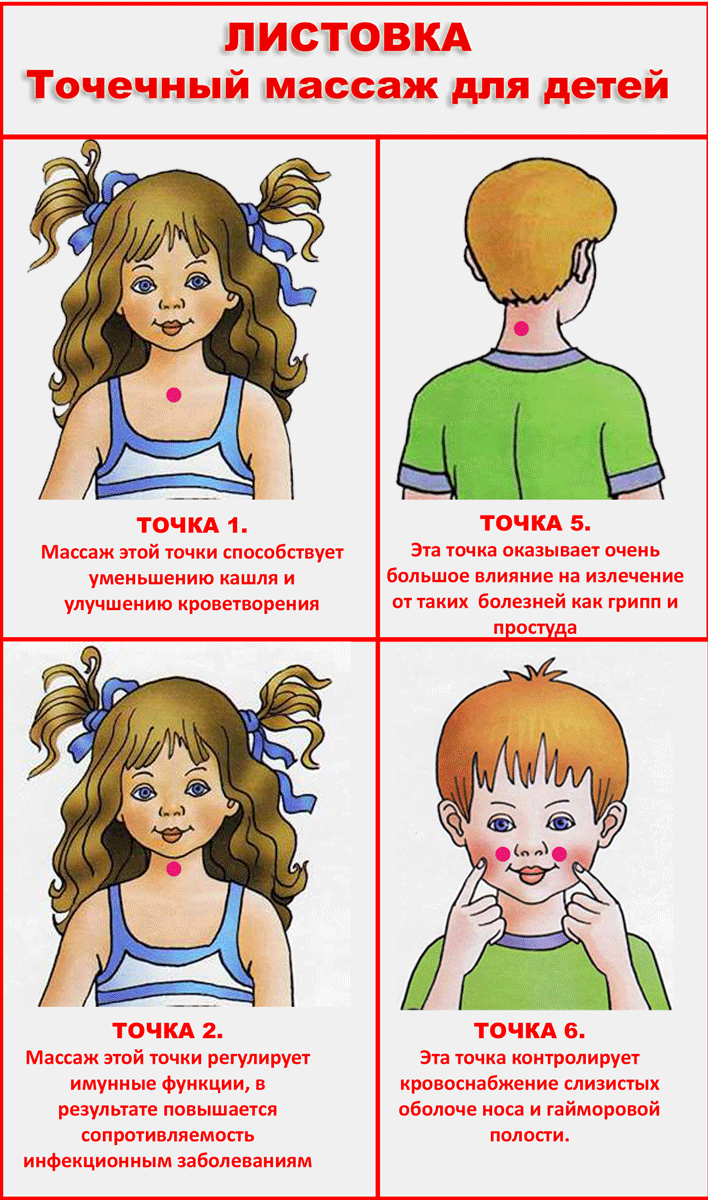 ЛИСТОВКА
Точечный массаж для детей
ТОЧКА 1.
Массаж этой точки способствует
уменьшению кашля и
улучшению кроветворения
ТОЧКА 5.
Эта точка оказывает очень
большое влияние на излечение
от таких болезней как грипп и
простуда
ТОЧКА 2.
Массаж этой точки регулирует
имунные функции, в
результате повышается
сопротивляемость
инфекционным заболеваниям
ТОЧКА 6.
Эта точка контролирует
кровоснабжение слизистых
оболоче носа и гайморовой
полости.